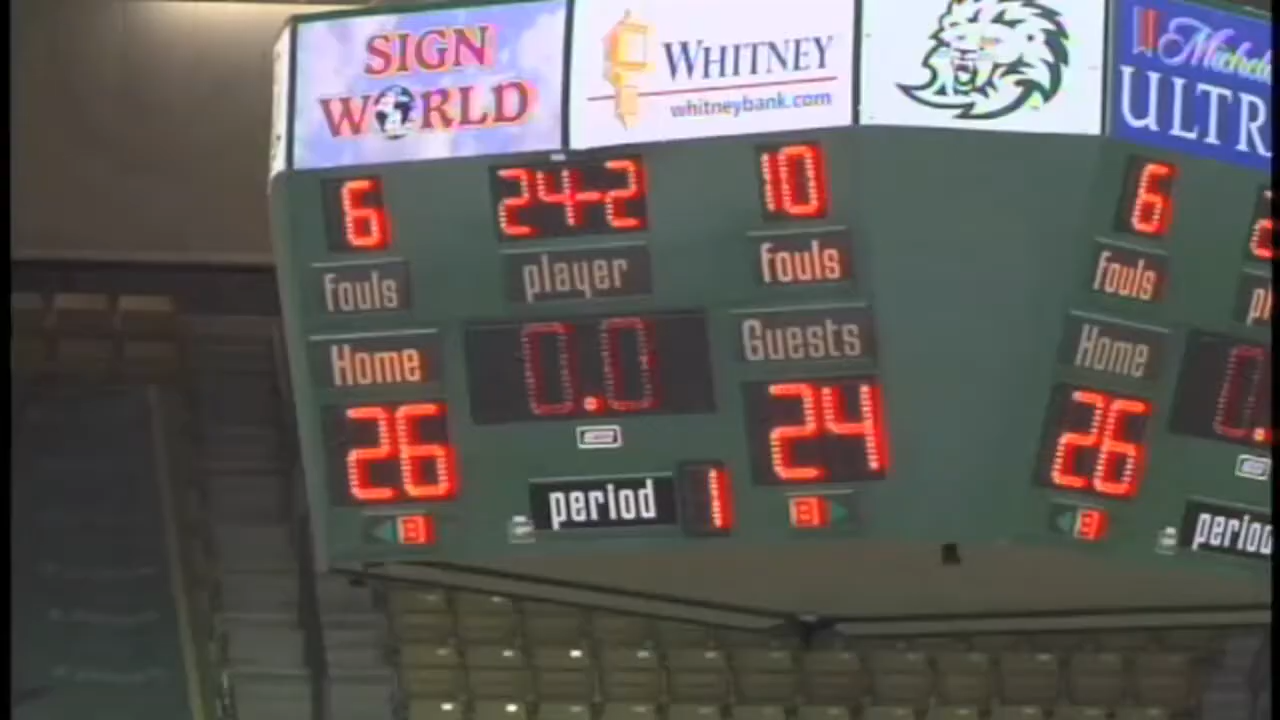 SIGN
WORLD
WHITNEY
whitneybank.com
ULTR
6
24-2
10
6
fouls
player
fouls
fouls
Home
0.0
Guests
Home
26
24
26
period
1
B
B
B
period